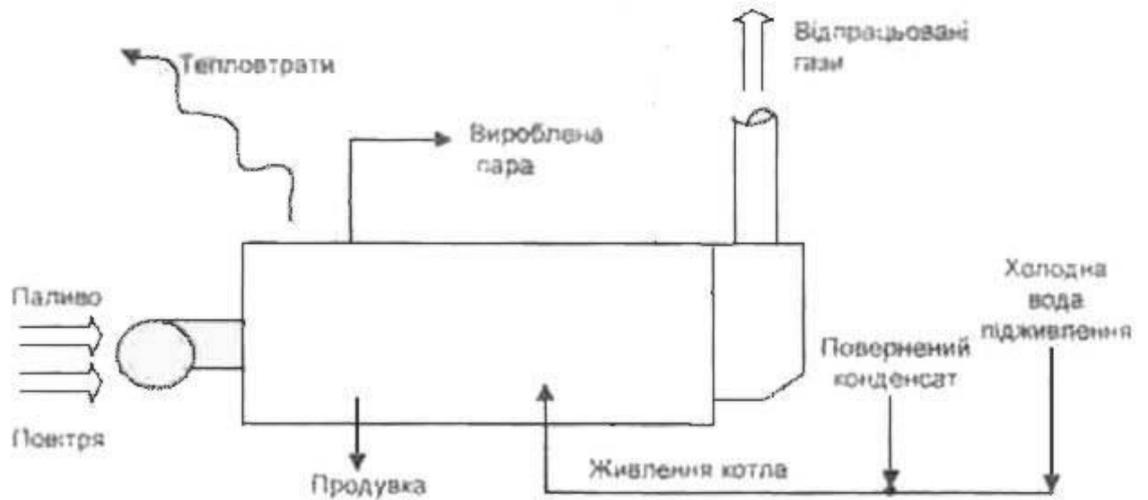 Відпрацьовані
гази
Тепловтрати
Вироблена
пара
Холодна
вода
підживлення
Паливо
Повернений
конденсат
Повітря
Живлення котла
Продувка